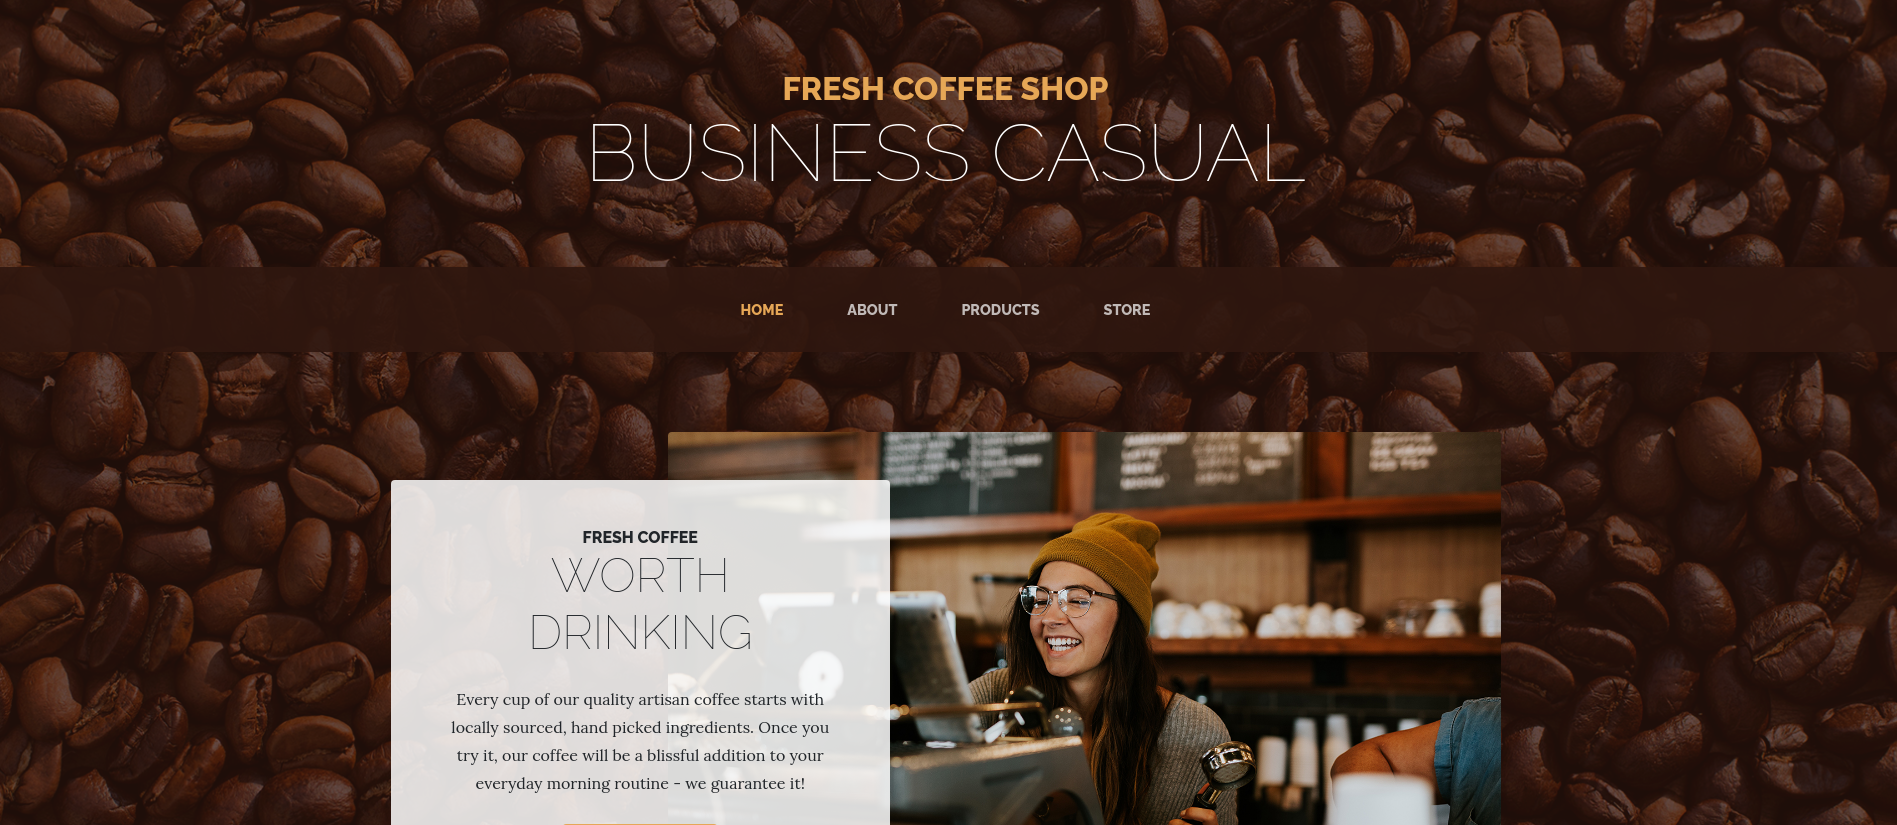 FRESH COFFEE SHOP
BUSINESS CASUAL
HOME
ABOUT
PRODUCTS
STORE
FRESH COFFEE
WORTH
DRINKING
Every cup of our quality artisan coffee starts with
locally sourced, hand picked ingredients. Once you
try it, our coffee will be a blissful addition to your
everyday morning routine - we guarantee it!